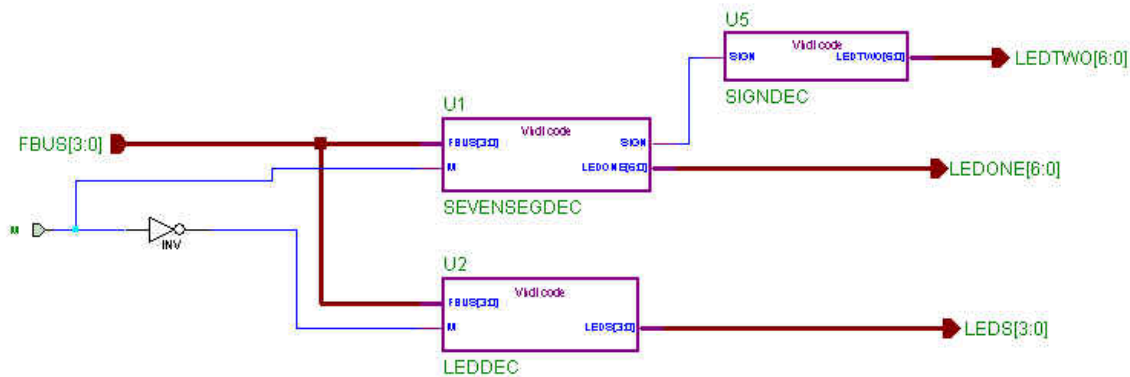 U5
Vhdl code
SIGN
LEDTWO[6:0]
LEDTWO[6:0]
SIGNDEC
U1
Vhdl code
FBUS[3:0]
FBUS[3:0]
SIGN
M
LEDONE[6:0]
LEDONE[6:0]
SEVENSEGDEC
M
INV
U2
Vhdl code
FBUS[3:0]
M
LEDS[3:0]
LEDS[3:0]
LEDDEC